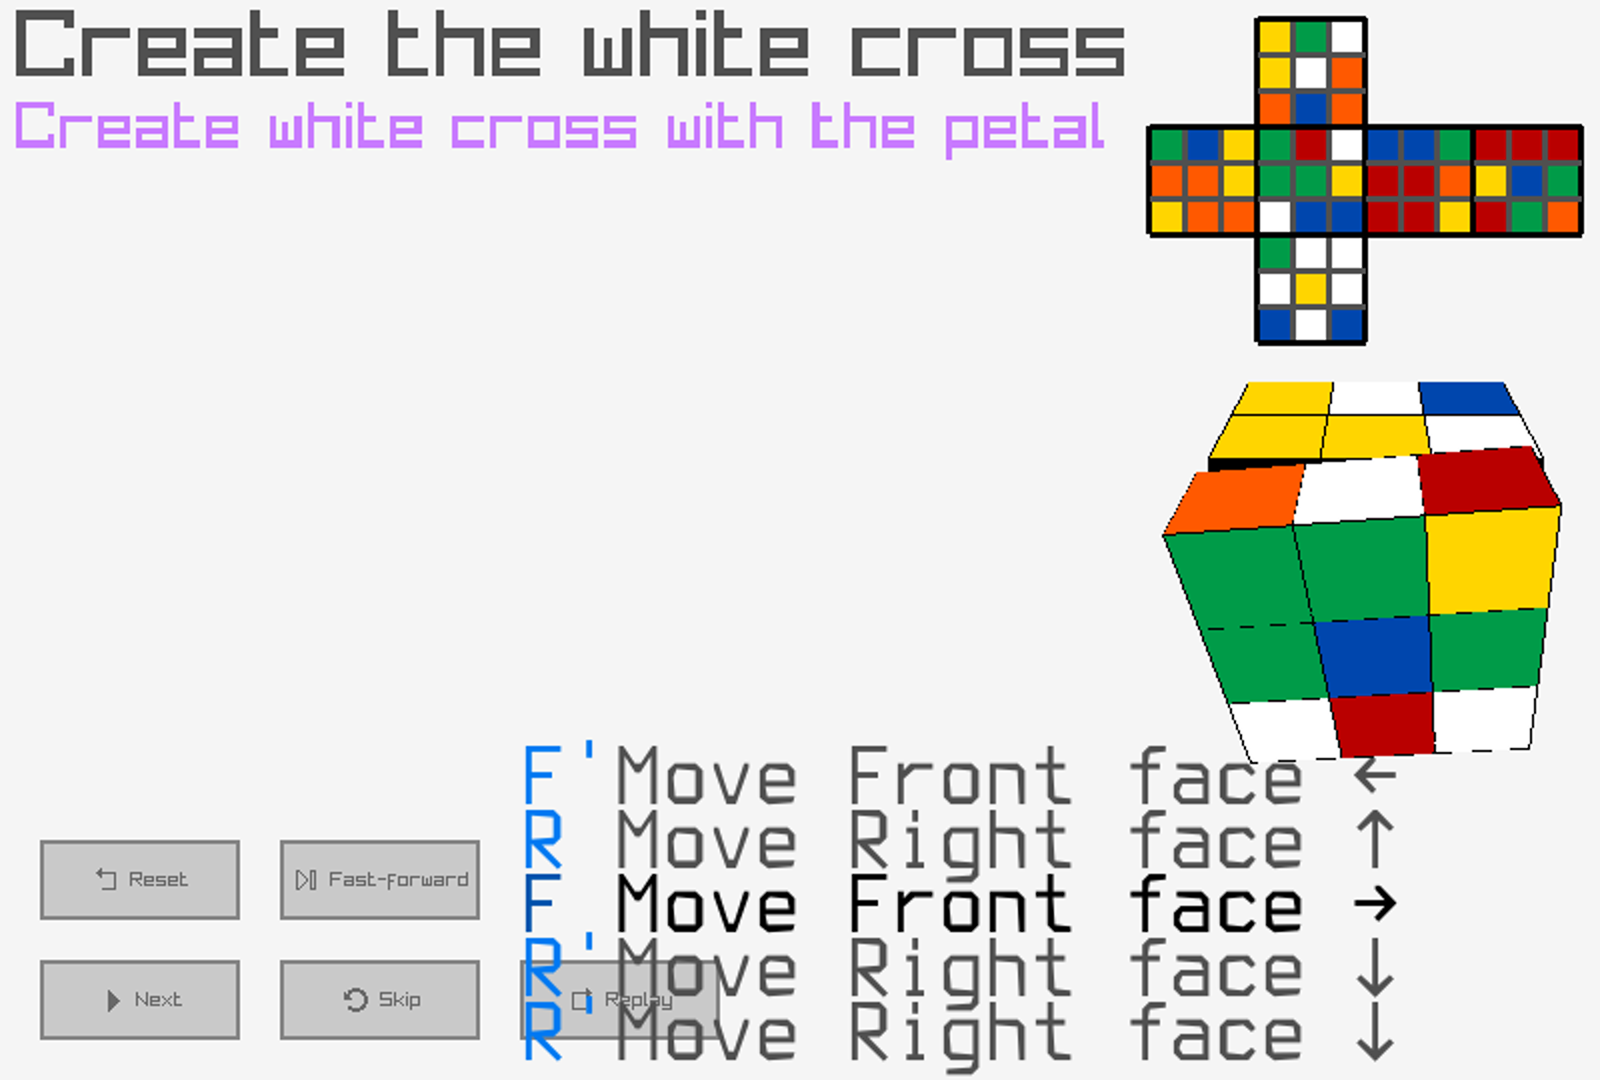 Create the white cross
Create white cross with the petal
F' Move Front face ←
R Move Right face ↑
F Move Front face →
R' Move Right face ↓
R' Move Right face ↓
Reset
Fast-forward
Next
Skip
Replay